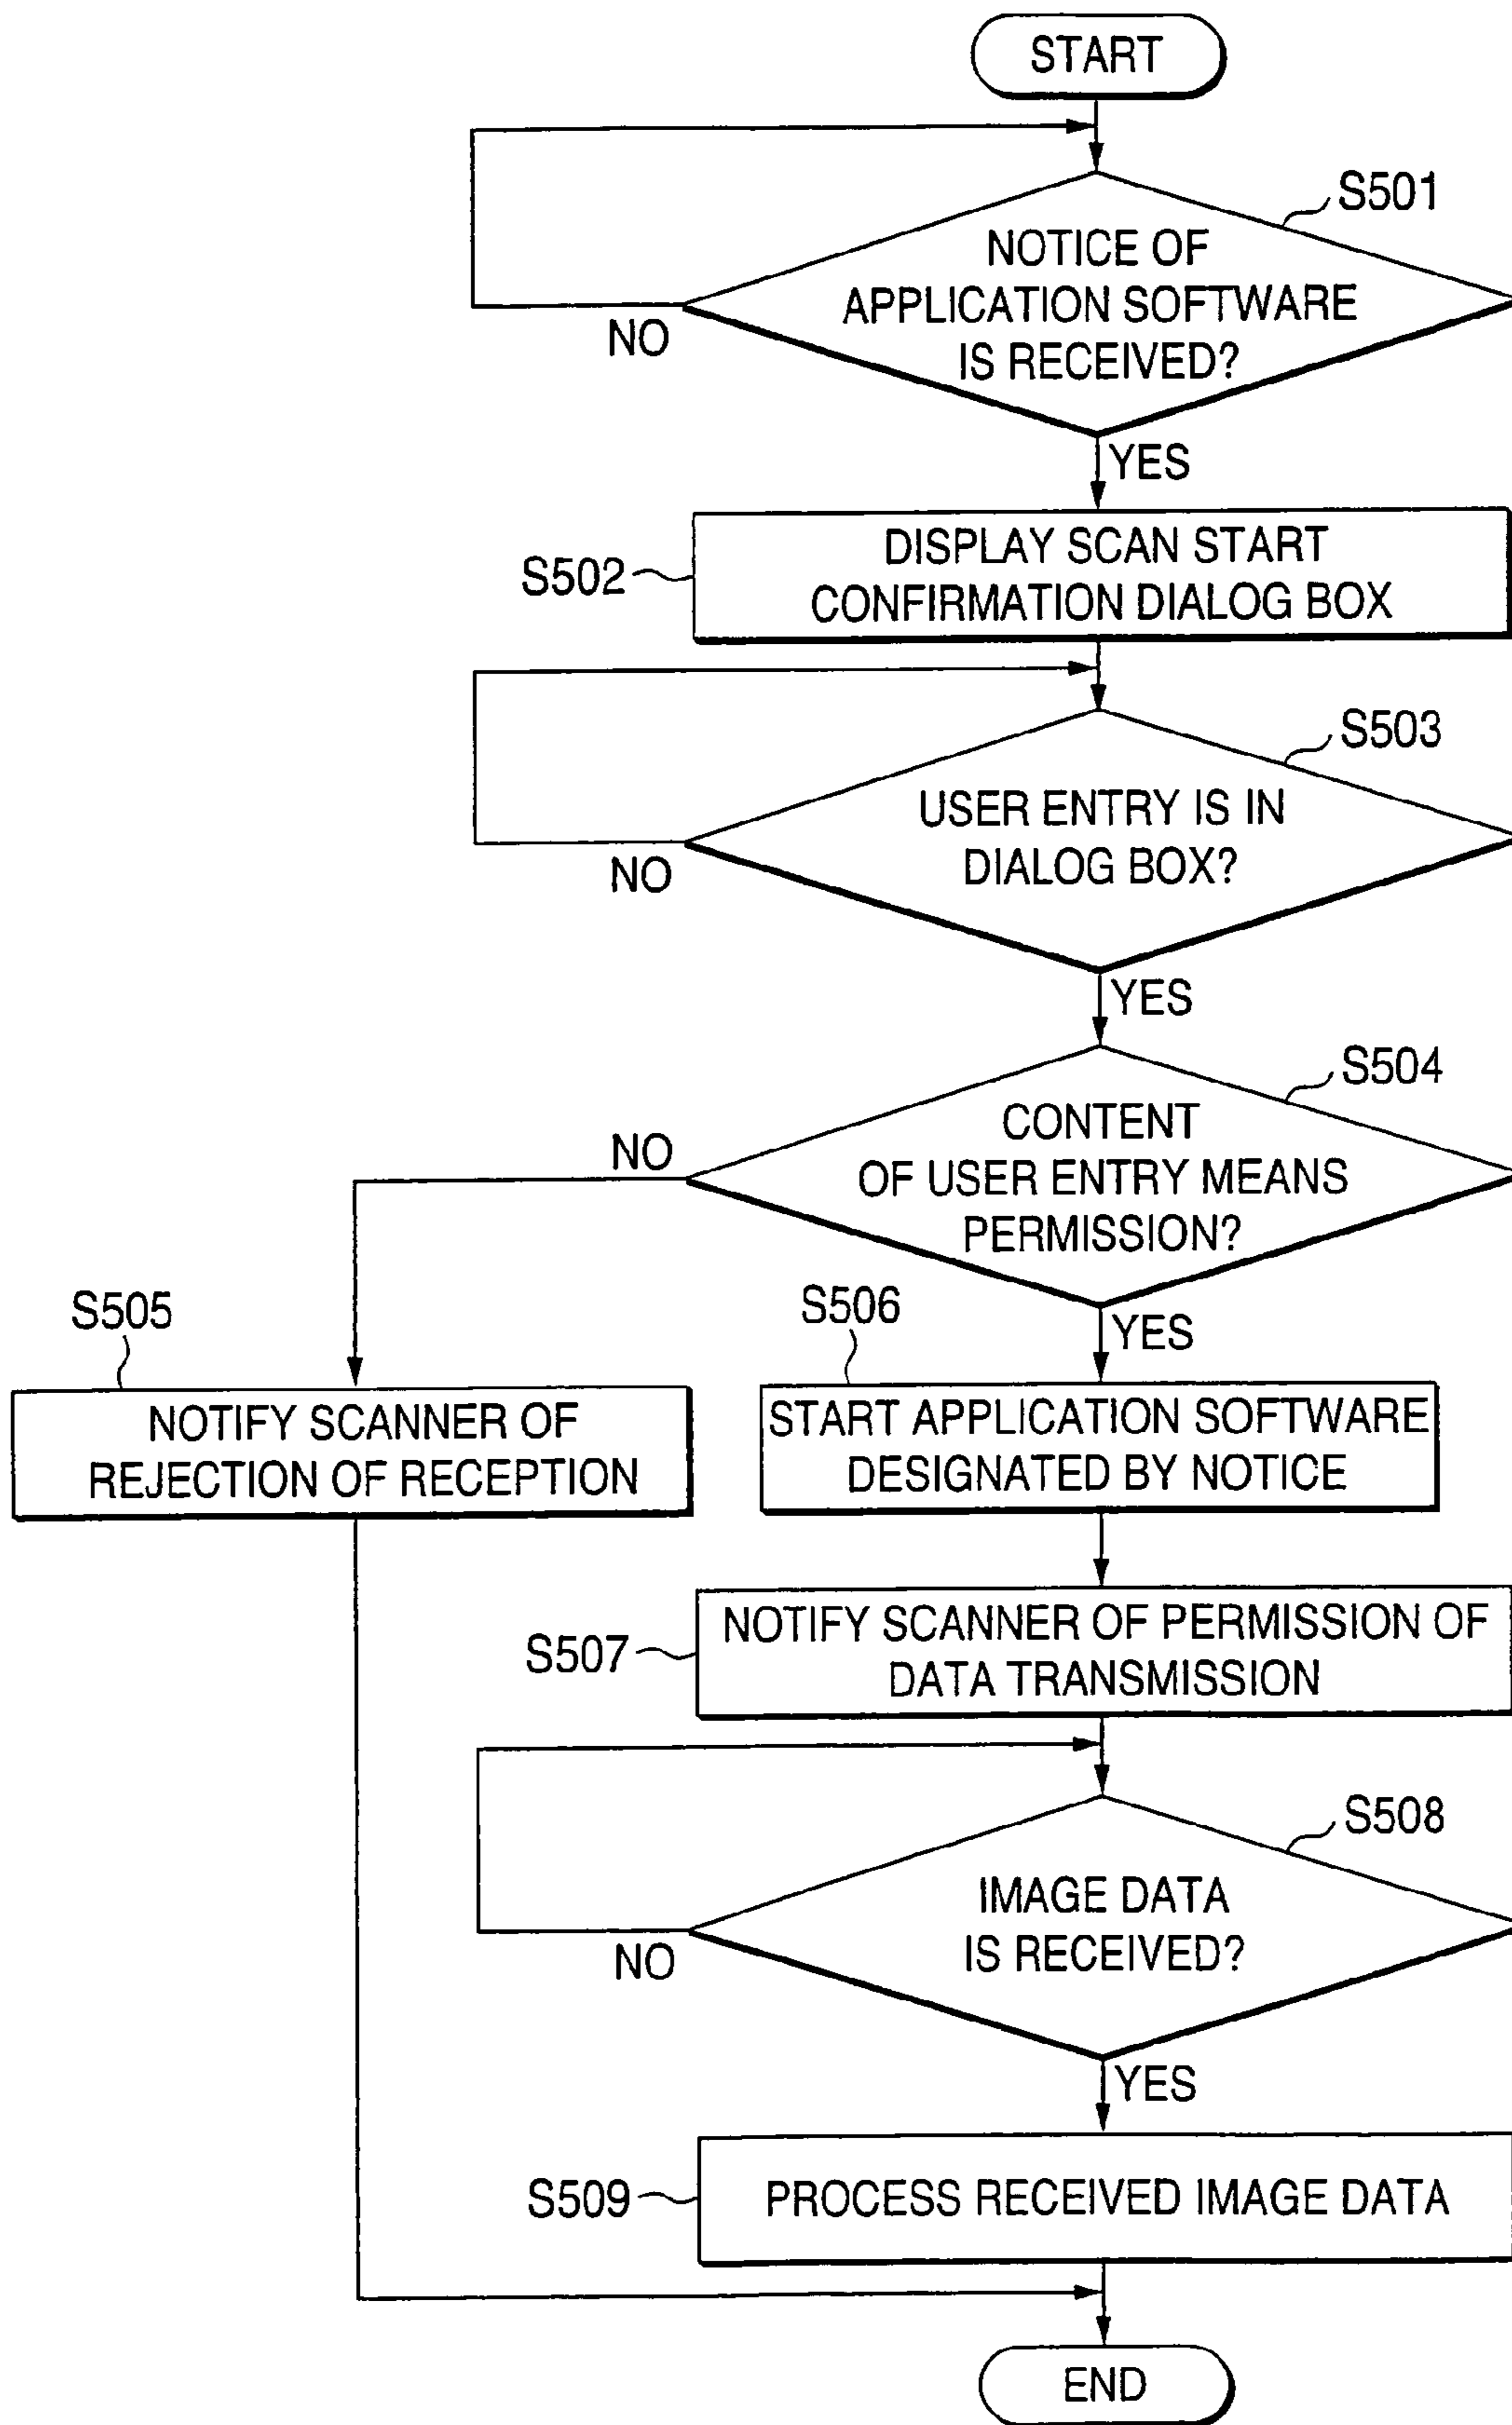 START
S501
NOTICE OF
APPLICATION SOFTWARE
IS RECEIVED?
NO
YES
S502
DISPLAY SCAN START
CONFIRMATION DIALOG BOX
S503
USER ENTRY IS IN
DIALOG BOX?
NO
YES
S504
CONTENT
OF USER ENTRY MEANS
PERMISSION?
NO
YES
S505
NOTIFY SCANNER OF
REJECTION OF RECEPTION
S506
START APPLICATION SOFTWARE
DESIGNATED BY NOTICE
S507
NOTIFY SCANNER OF PERMISSION OF
DATA TRANSMISSION
S508
IMAGE DATA
IS RECEIVED?
NO
YES
S509
PROCESS RECEIVED IMAGE DATA
END